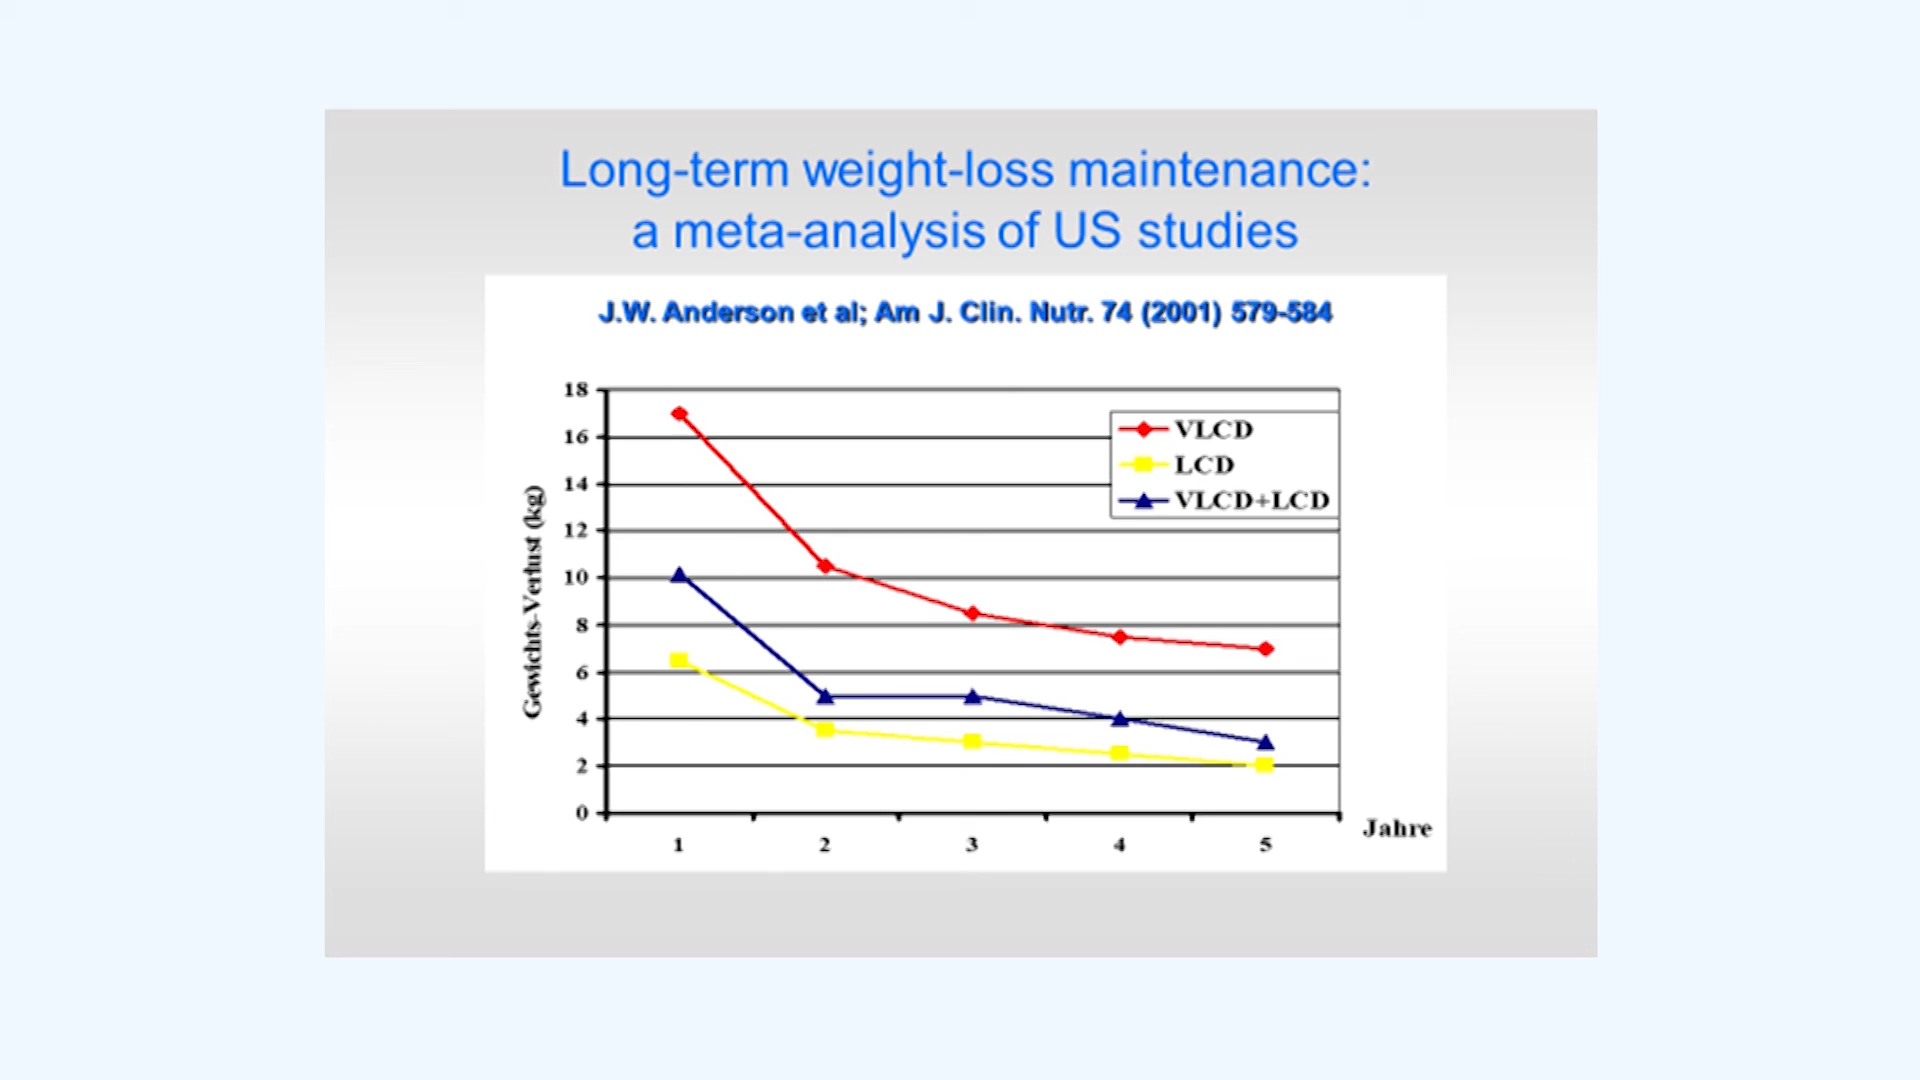 Long-term weight-loss maintenance:
a meta-analysis of US studies
J.W. Anderson et al; Am J. Clin. Nutr. 74 (2001) 579-584
Gewichts-Verlust (kg)
18
16
14
12
10
8
6
4
2
0
VLCD
LCD
VLCD+LCD
1 2 3 4 5
Jahre